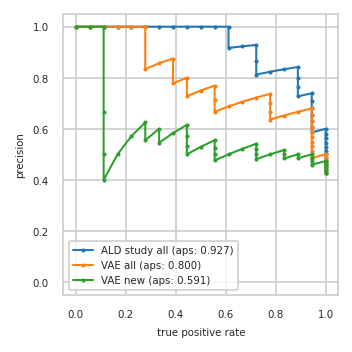 1.0
0.8
0.6
0.4
0.2
0.0
precision
ALD study all (aps: 0.927)
VAE all (aps: 0.800)
VAE new (aps: 0.591)
0.0 0.2 0.4 0.6 0.8 1.0
true positive rate